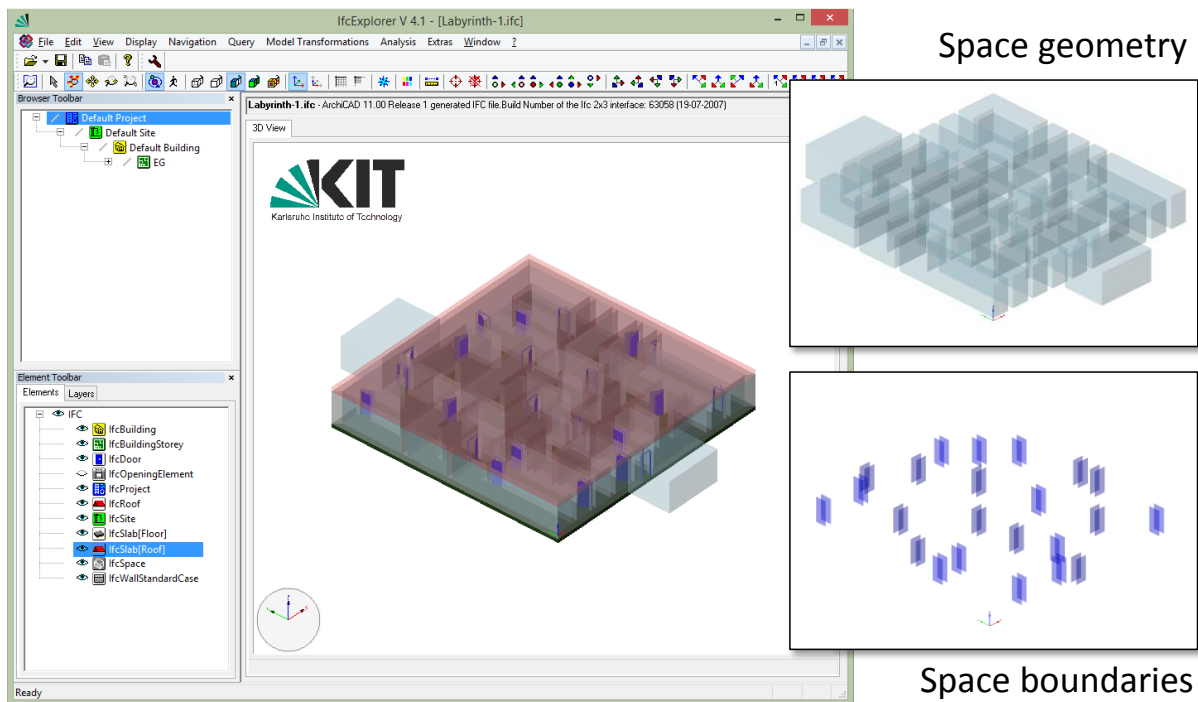 IfcExplorer V 4.1 - [Labyrinth-1.ifc]
File Edit View Display Navigation Query Model Transformations Analysis Extras Window ?
Browser Toolbar
Default Project
Default Site
Default Building
EG
Labyrinth-1.ifc - ArchiCAD 11.00 Release 1 generated IFC file.Build Number of the Ifc 2x3 interface: 63058 (19-07-2007)
3D View
KIT
Karlsruhe Institute of Technology
Element Toolbar
Elements Layers
IFC
IfcBuilding
IfcBuildingStorey
IfcDoor
IfcOpeningElement
IfcProject
IfcRoof
IfcSite
IfcSlab[Floor]
IfcSlab[Roof]
IfcSpace
IfcWallStandardCase
Ready
Space geometry
Space boundaries